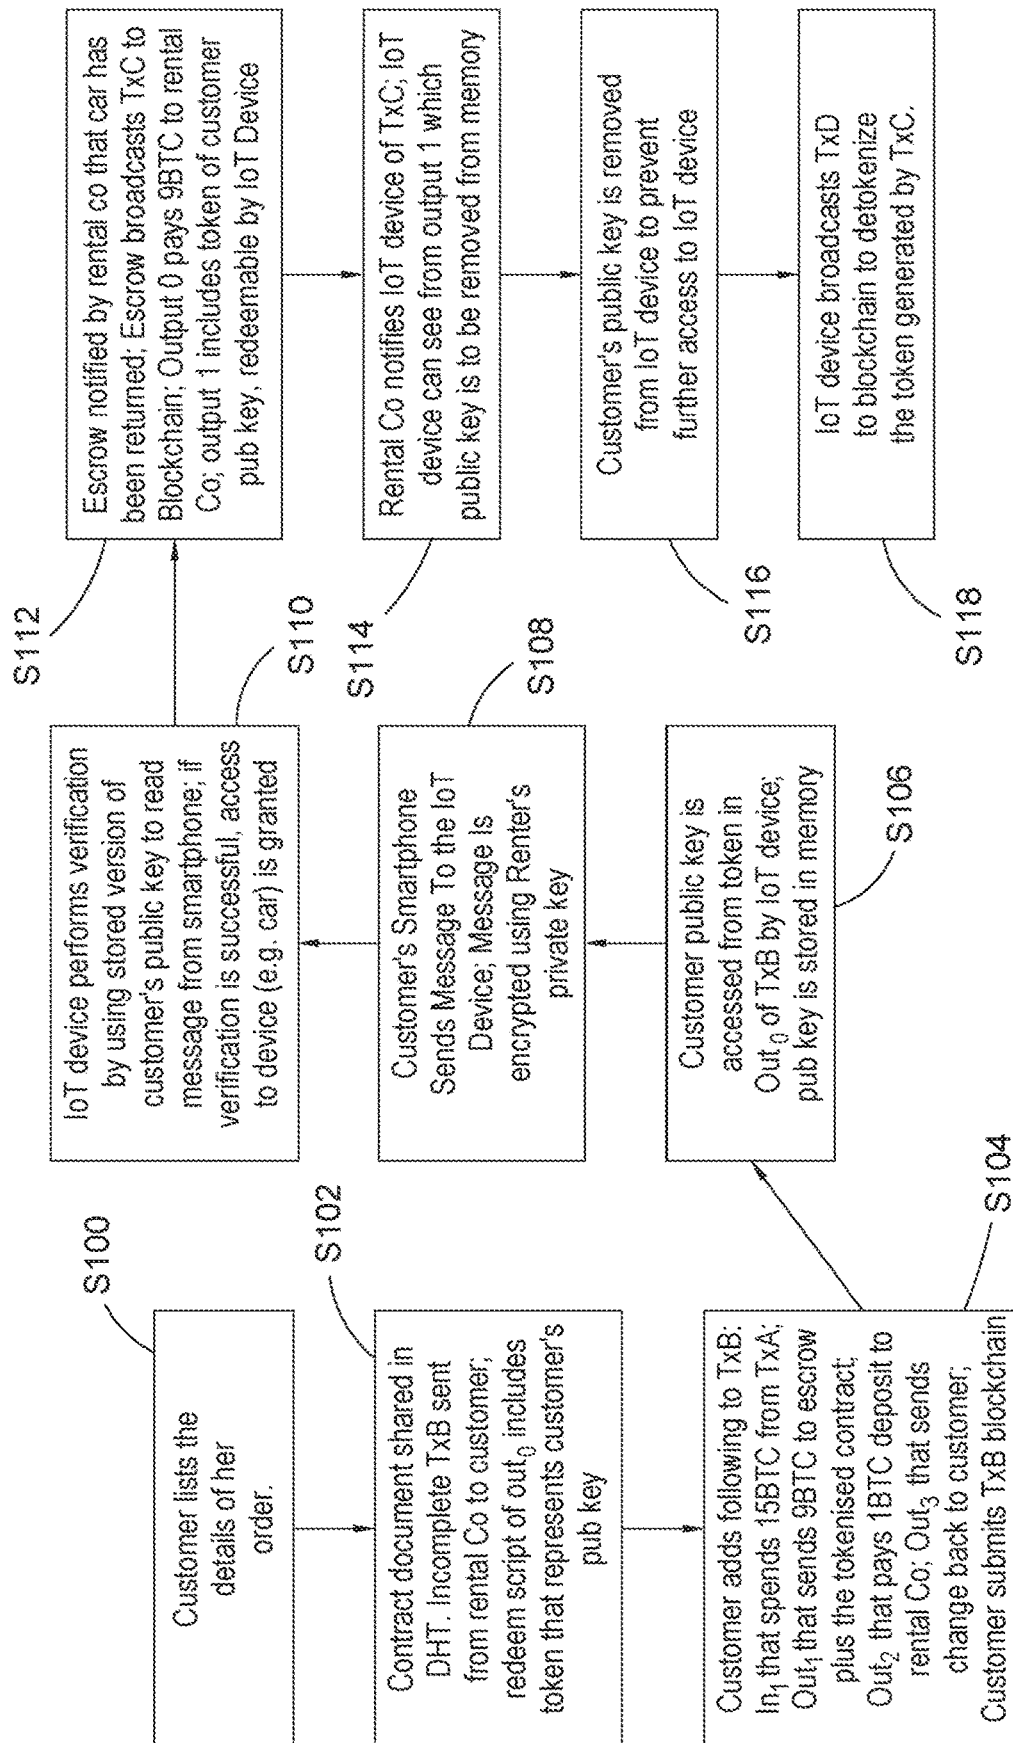 S100
Customer lists the
details of her
order.
S102
Contract document shared in
DHT. Incomplete TxB sent
from rental Co to customer;
redeem script of out0 includes
token that represents customer's
pub key
S104
Customer adds following to TxB:
In1 that spends 15BTC from TxA;
Out1 that sends 9BTC to escrow
plus the tokenised contract;
Out2 that pays 1BTC deposit to
rental Co; Out3 that sends
change back to customer;
Customer submits TxB blockchain
S106
Customer public key is
accessed from token in
Out0 of TxB by IoT device;
pub key is stored in memory
S108
Customer's Smartphone
Sends Message To the IoT
Device; Message Is
encrypted using Renter's
private key
S110
IoT device performs verification
by using stored version of
customer's public key to read
message from smartphone; if
verification is successful, access
to device (e.g. car) is granted
S112
Escrow notified by rental co that car has
been returned; Escrow broadcasts TxC to
Blockchain; Output 0 pays 9BTC to rental
Co; output 1 includes token of customer
pub key, redeemable by IoT Device
S114
Rental Co notifies IoT device of TxC; IoT
device can see from output 1 which
public key is to be removed from memory
S116
Customer's public key is removed
from IoT device to prevent
further access to IoT device
S118
IoT device broadcasts TxD
to blockchain to detokenize
the token generated by TxC.